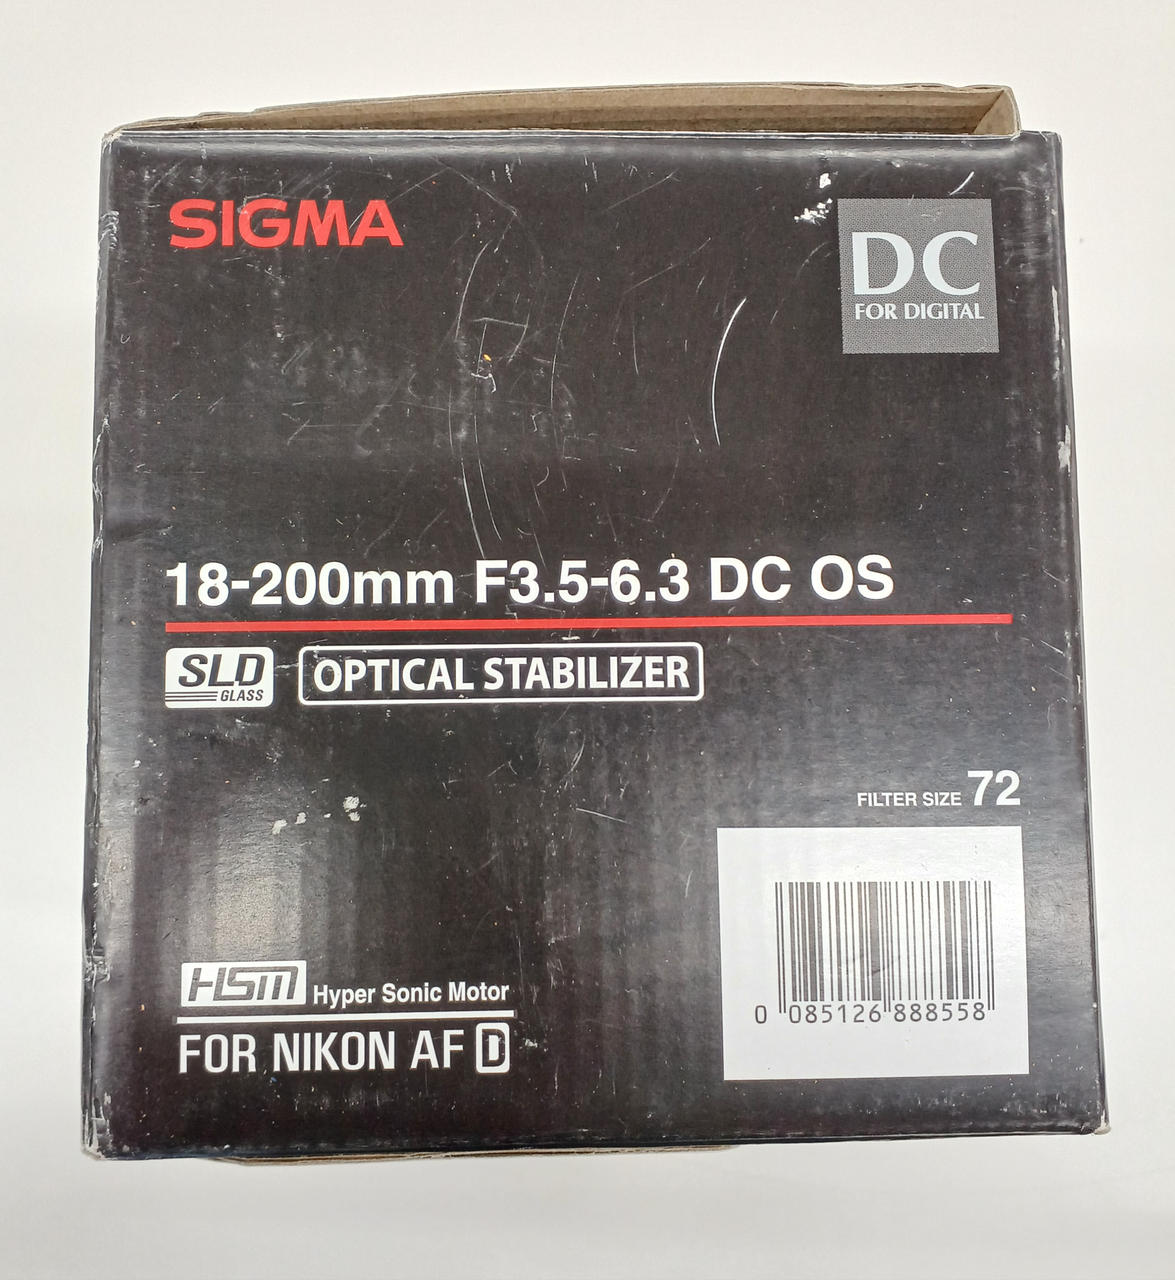 SIGMA
DC
FOR DIGITAL
18-200mm F3.5-6.3 DC OS
SLD
GLASS
OPTICAL STABILIZER
FILTER SIZE 72
HSM Hyper Sonic Motor
FOR NIKON AF D
0 085126 888558